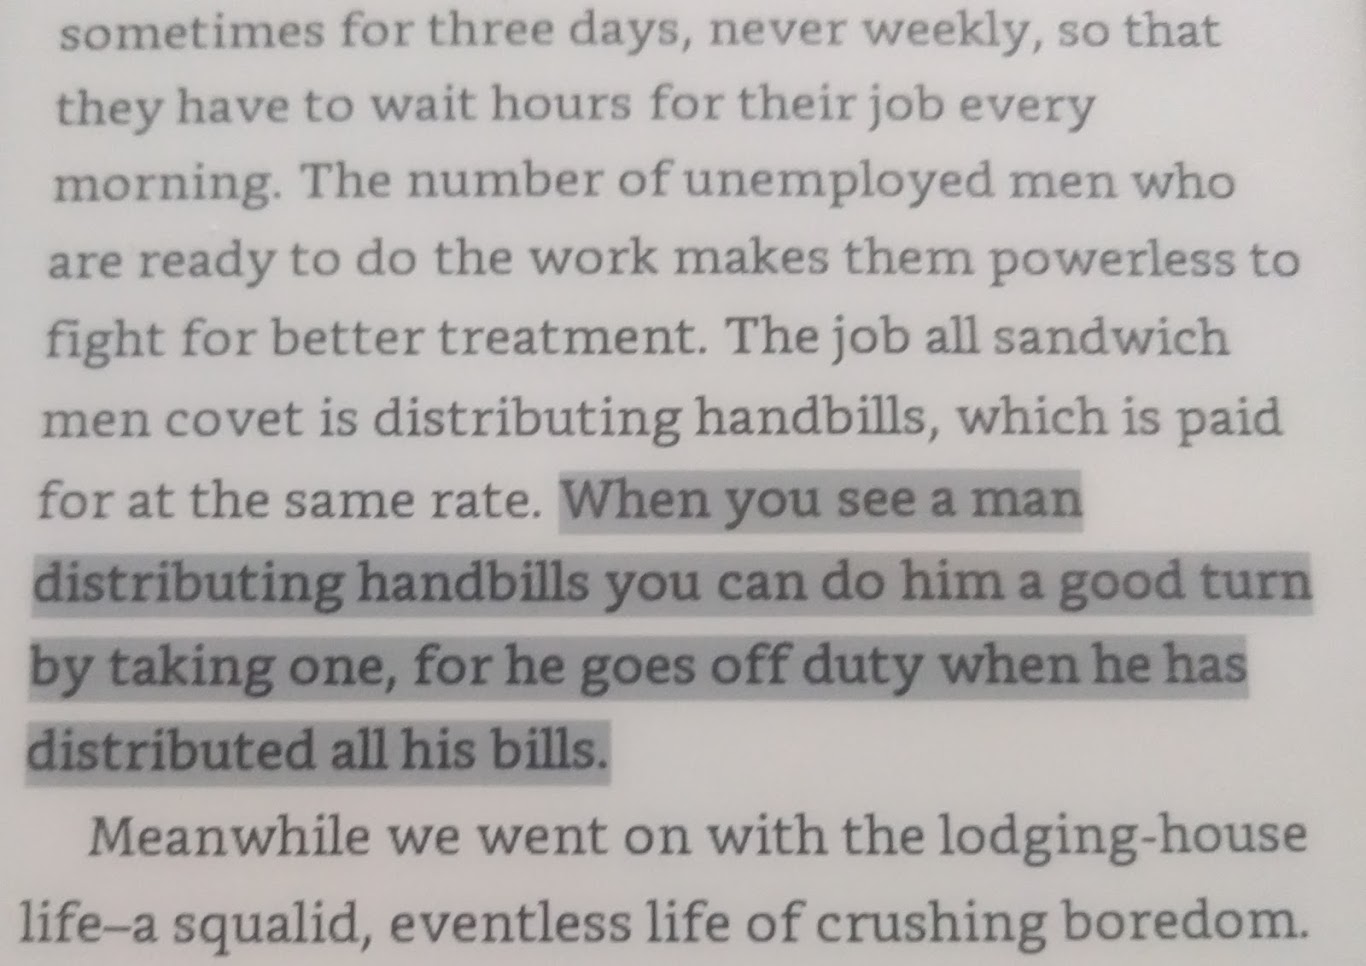 sometimes for three days, never weekly, so that
they have to wait hours for their job every
morning. The number of unemployed men who
are ready to do the work makes them powerless to
fight for better treatment. The job all sandwich
men covet is distributing handbills, which is paid
for at the same rate. When you see a man
distributing handbills you can do him a good turn
by taking one, for he goes off duty when he has
distributed all his bills.
Meanwhile we went on with the lodging-house
life–a squalid, eventless life of crushing boredom.